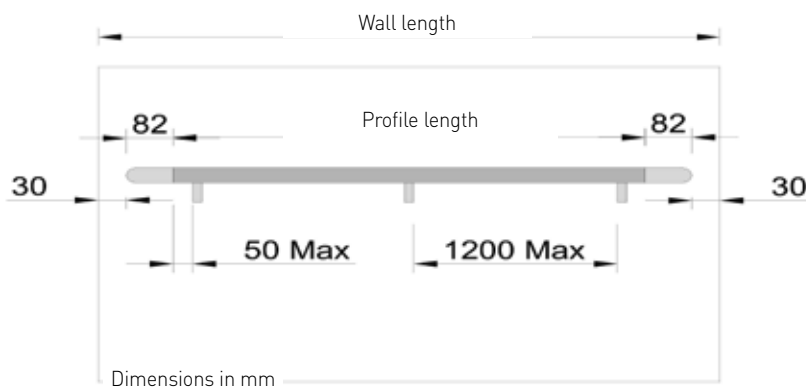 Wall length
82 Profile length 82
30 30
50 Max 1200 Max
Dimensions in mm